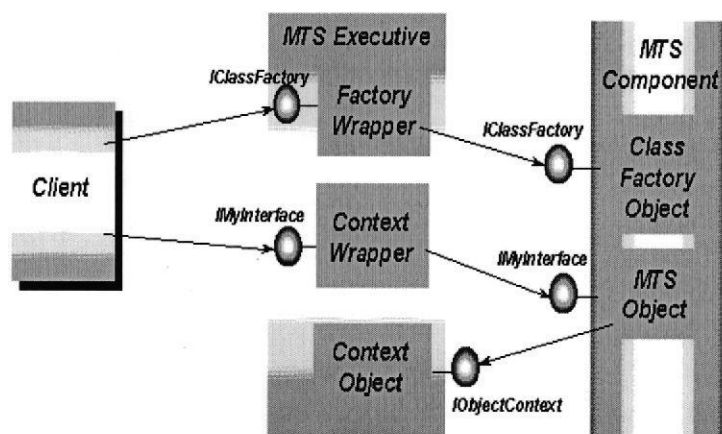 MTS Executive
IClassFactory
Factory
Wrapper
MTS
Component
IClassFactory
Class
Factory
Object
Client
IMyInterface
Context
Wrapper
IMyInterface
MTS
Object
Context
Object
IObjectContext